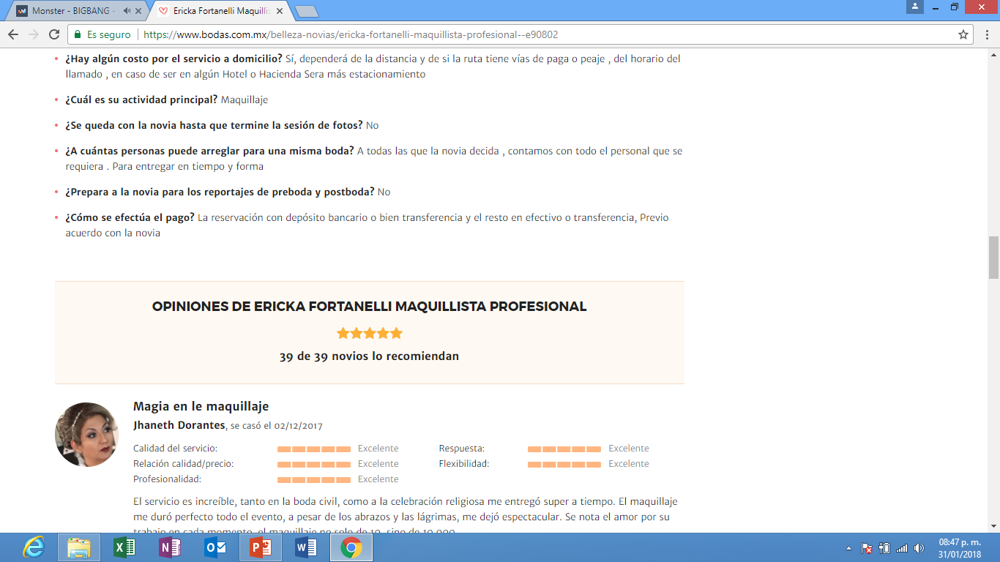 Monster - BIGBANG -
Ericka Fortanelli Maquillis
Es seguro
https://www.bodas.com.mx/belleza-novias/ericka-fortanelli-maquillista-profesional--e90802
¿Hay algún costo por el servicio a domicilio? Sí, dependerá de la distancia y de si la ruta tiene vías de paga o peaje , del horario del
llamado , en caso de ser en algún Hotel o Hacienda Sera más estacionamiento
¿Cuál es su actividad principal? Maquillaje
¿Se queda con la novia hasta que termine la sesión de fotos? No
¿A cuántas personas puede arreglar para una misma boda? A todas las que la novia decida , contamos con todo el personal que se
requiera . Para entregar en tiempo y forma
¿Prepara a la novia para los reportajes de preboda y postboda? No
¿Cómo se efectúa el pago? La reservación con depósito bancario o bien transferencia y el resto en efectivo o transferencia, Previo
acuerdo con la novia
OPINIONES DE ERICKA FORTANELLI MAQUILLISTA PROFESIONAL
39 de 39 novios lo recomiendan
Magia en le maquillaje
Jhaneth Dorantes, se casó el 02/12/2017
Calidad del servicio: Excelente Respuesta: Excelente
Relación calidad/precio: Excelente Flexibilidad: Excelente
Profesionalidad: Excelente
El servicio es increíble, tanto en la boda civil, como a la celebración religiosa me entregó super a tiempo. El maquillaje
me duró perfecto todo el evento, a pesar de los abrazos y las lágrimas, me dejó espectacular. Se nota el amor por su
trabajo en cada momento, el maquillaje no solo de 10, sino de 10,000
08:47 p. m.
31/01/2018